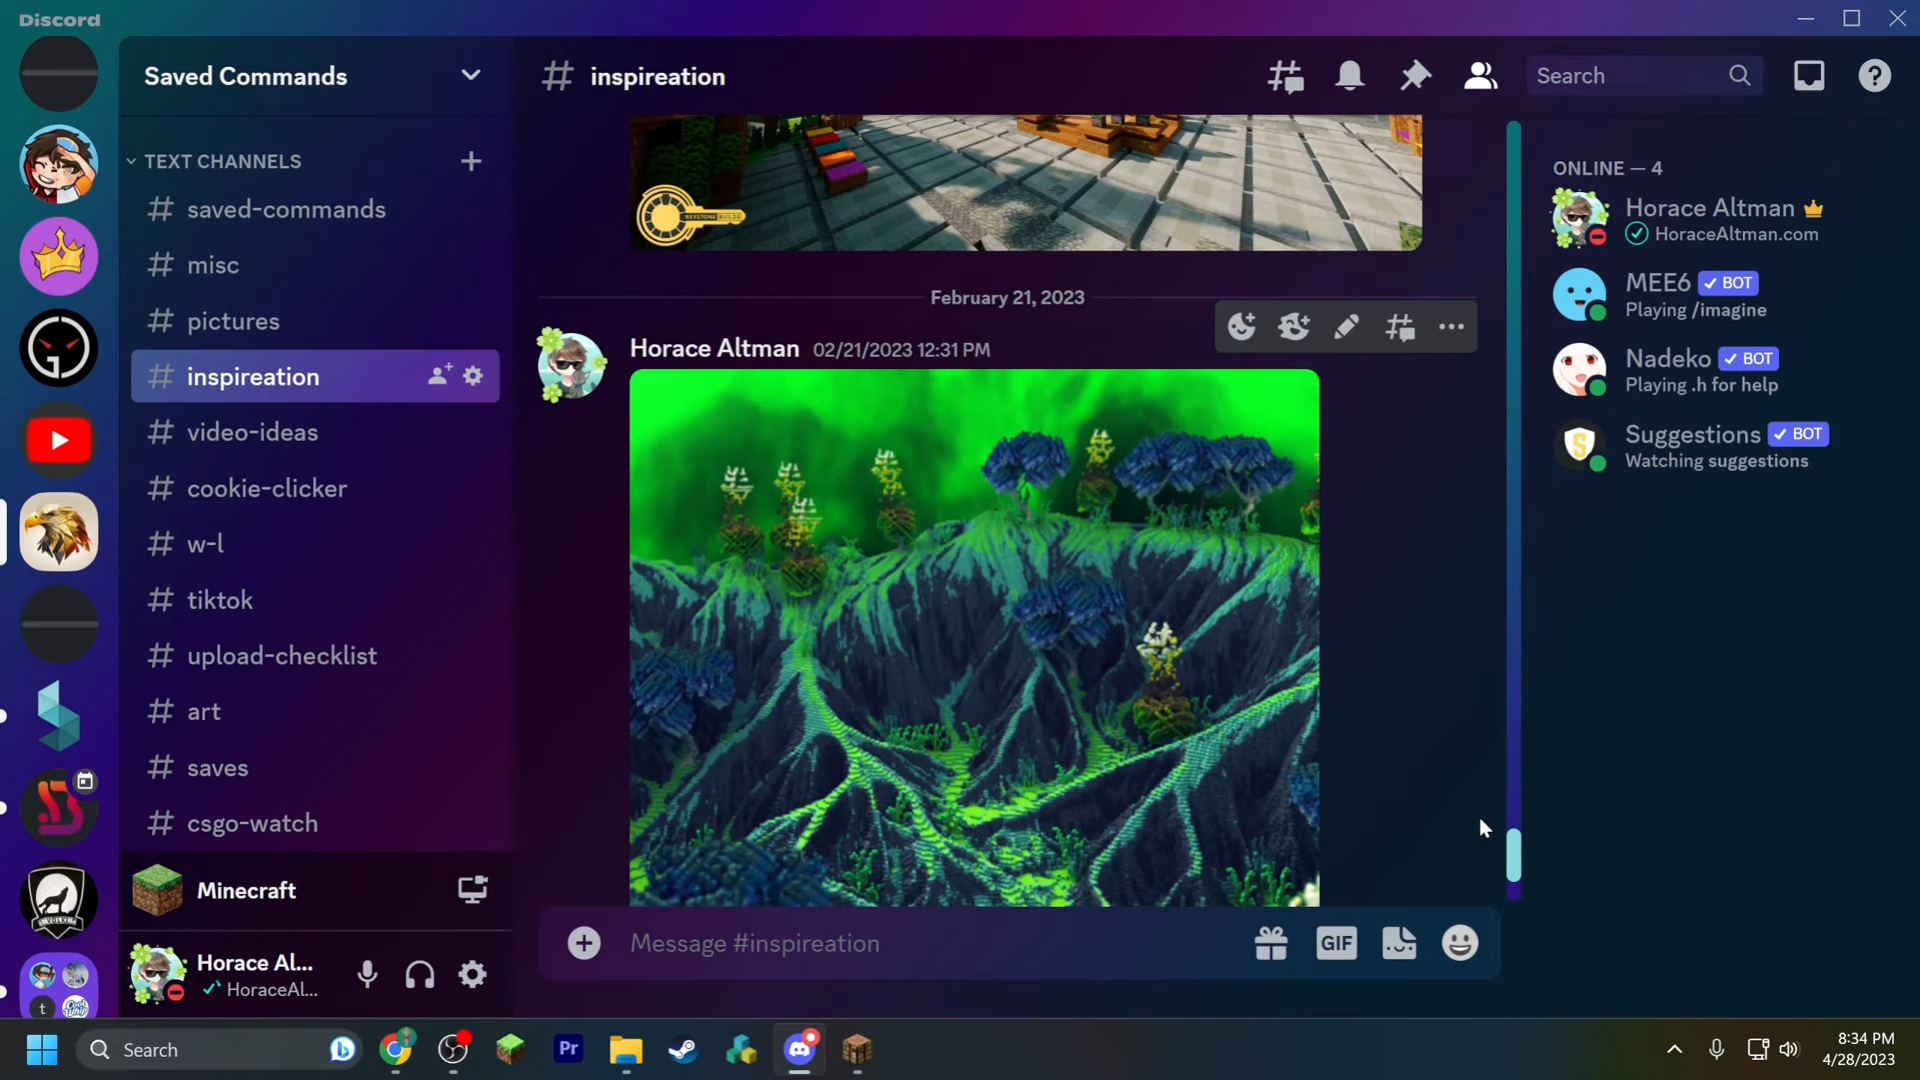 Discord
Saved Commands
TEXT CHANNELS
saved-commands
misc
pictures
inspireation
video-ideas
cookie-clicker
w-l
tiktok
upload-checklist
art
saves
csgo-watch
Minecraft
Horace Al...
HoraceAl...
inspireation
Search
KEYSTONE BUILDS
February 21, 2023
Horace Altman 02/21/2023 12:31 PM
Message #inspireation
GIF
ONLINE — 4
Horace Altman
HoraceAltman.com
MEE6 BOT
Playing /imagine
Nadeko BOT
Playing .h for help
Suggestions BOT
Watching suggestions
Search
Pr
8:34 PM
4/28/2023